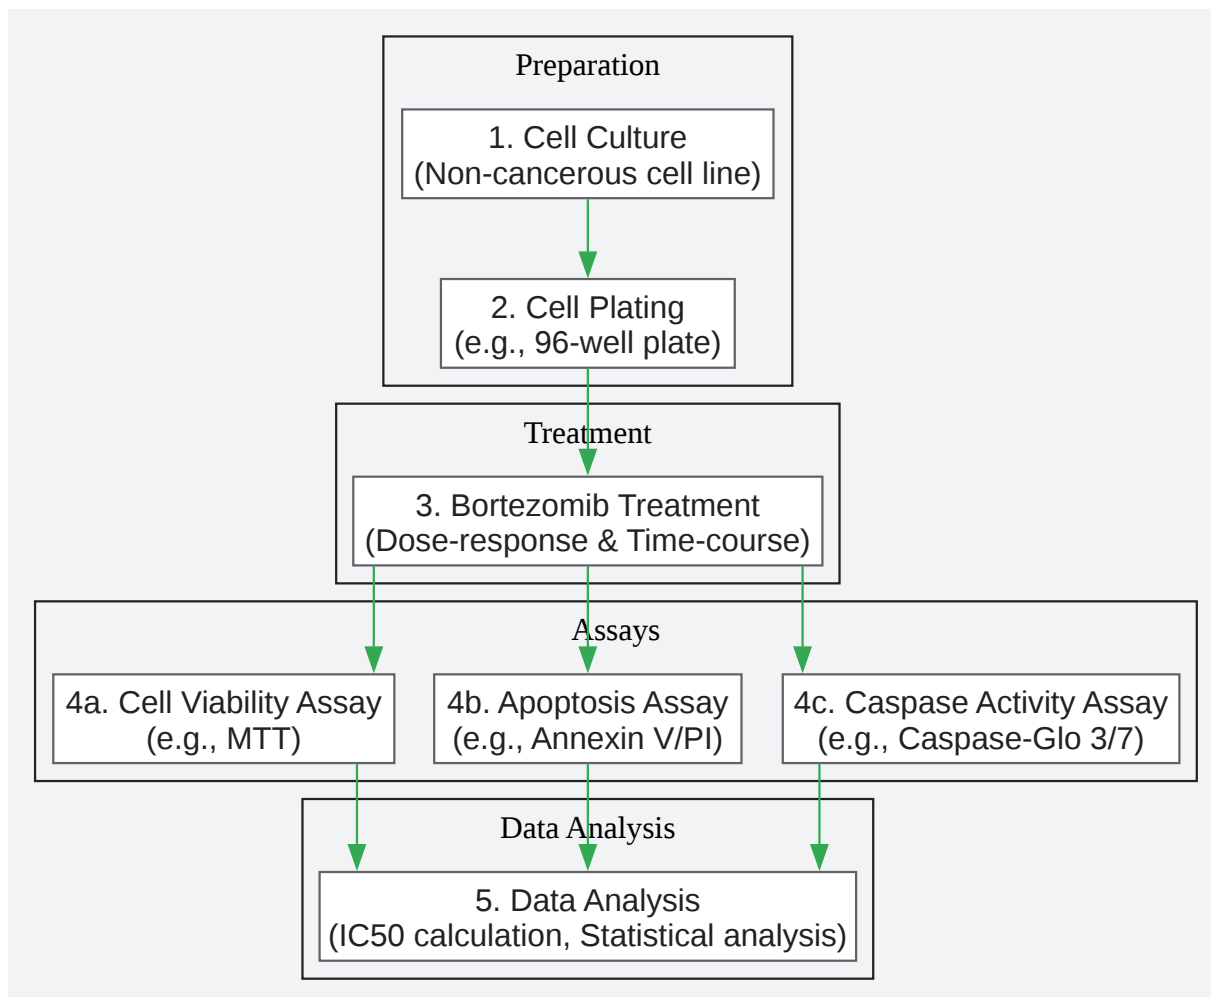 Preparation
1. Cell Culture
(Non-cancerous cell line)
2. Cell Plating
(e.g., 96-well plate)
Treatment
3. Bortezomib Treatment
(Dose-response & Time-course)
Assays
4a. Cell Viability Assay
(e.g., MTT)
4b. Apoptosis Assay
(e.g., Annexin V/PI)
4c. Caspase Activity Assay
(e.g., Caspase-Glo 3/7)
Data Analysis
5. Data Analysis
(IC50 calculation, Statistical analysis)